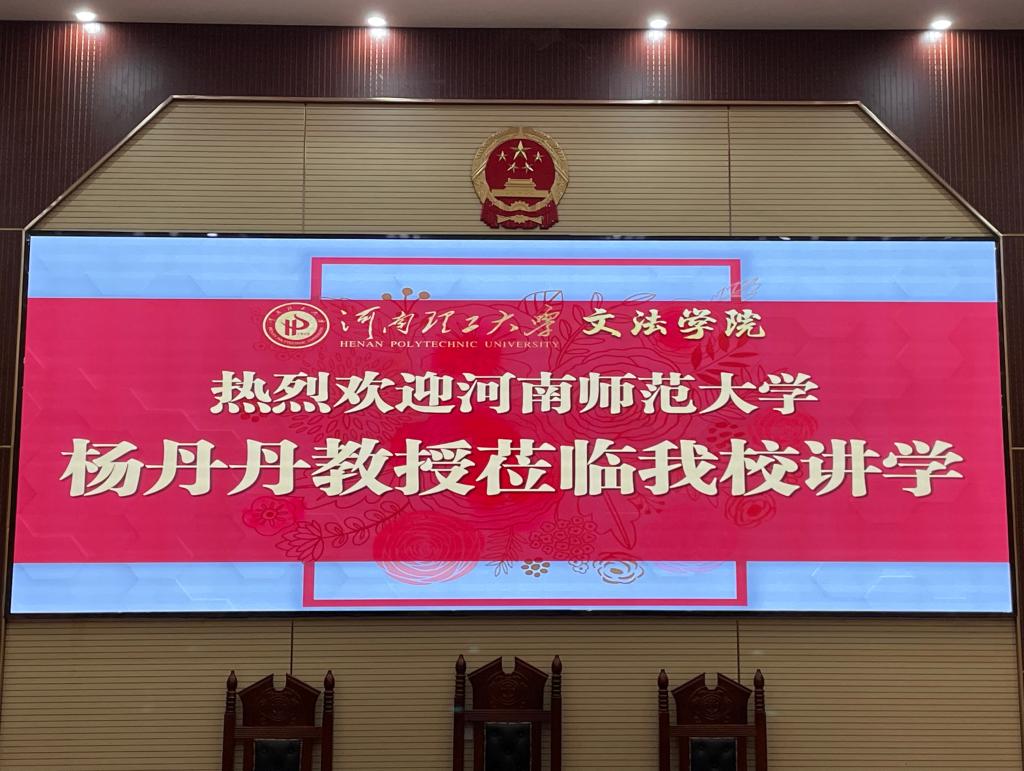 河南理工大学 文法学院
HENAN POLYTECHNIC UNIVERSITY
热烈欢迎河南师范大学
杨丹丹教授莅临我校讲学